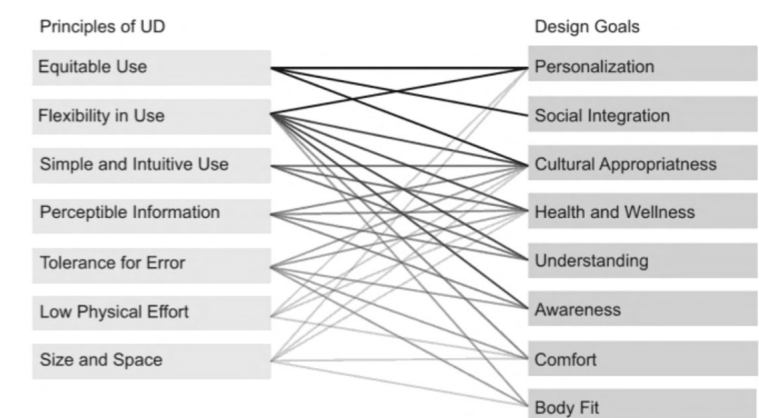 Principles of UD
Equitable Use
Flexibility in Use
Simple and Intuitive Use
Perceptible Information
Tolerance for Error
Low Physical Effort
Size and Space
Design Goals
Personalization
Social Integration
Cultural Appropriatness
Health and Wellness
Understanding
Awareness
Comfort
Body Fit